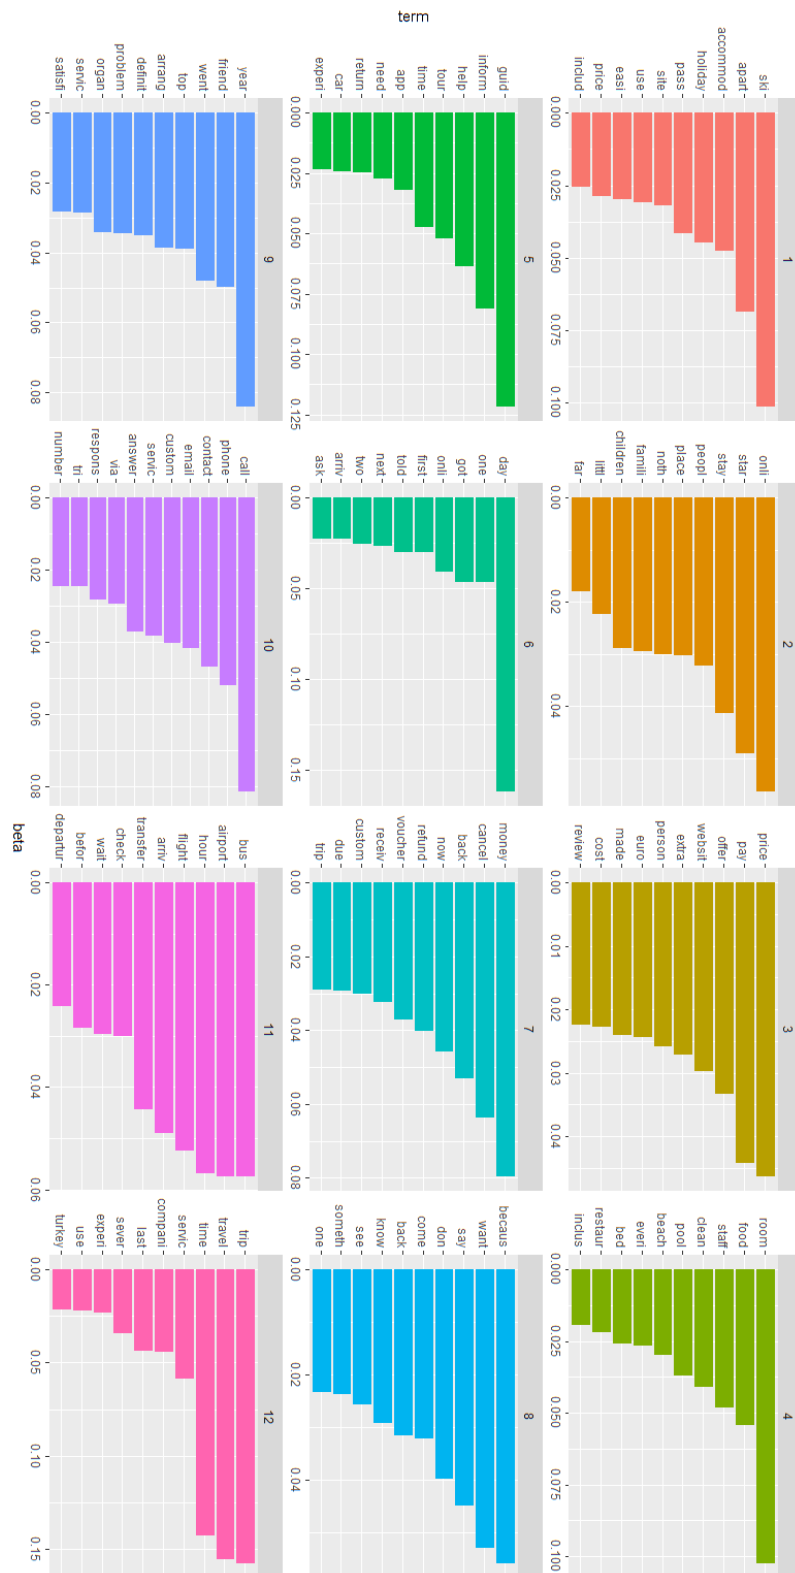 term
1
ski
apart
accommod
holiday
pass
site
use
easi
price
includ
0.000 0.025 0.050 0.075 0.100
2
onli
star
stay
peopl
place
noth
famili
children
littl
far
0.00 0.02 0.04
3
price
pay
offer
websit
extra
person
euro
made
cost
review
0.00 0.01 0.02 0.03 0.04
4
room
food
staff
clean
pool
beach
everi
bed
restaur
inclus
0.000 0.025 0.050 0.075 0.100
5
guid
inform
help
tour
time
app
need
return
car
experi
0.000 0.025 0.050 0.075 0.100 0.125
6
day
one
got
onli
first
told
next
two
arriv
ask
0.00 0.05 0.10 0.15
7
money
cancel
back
now
refund
voucher
receiv
custom
due
trip
0.00 0.02 0.04 0.06 0.08
8
becaus
want
say
don
come
back
know
see
someth
one
0.00 0.02 0.04
9
year
friend
went
top
arrang
definit
problem
organ
servic
satisfi
0.00 0.02 0.04 0.06 0.08
10
call
phone
contact
email
custom
servic
answer
via
respons
tri
number
0.00 0.02 0.04 0.06 0.08
11
bus
airport
hour
flight
arriv
transfer
check
wait
befor
departur
0.00 0.02 0.04 0.06
12
trip
travel
time
servic
compani
last
sever
experi
use
turkey
0.00 0.05 0.10 0.15
beta